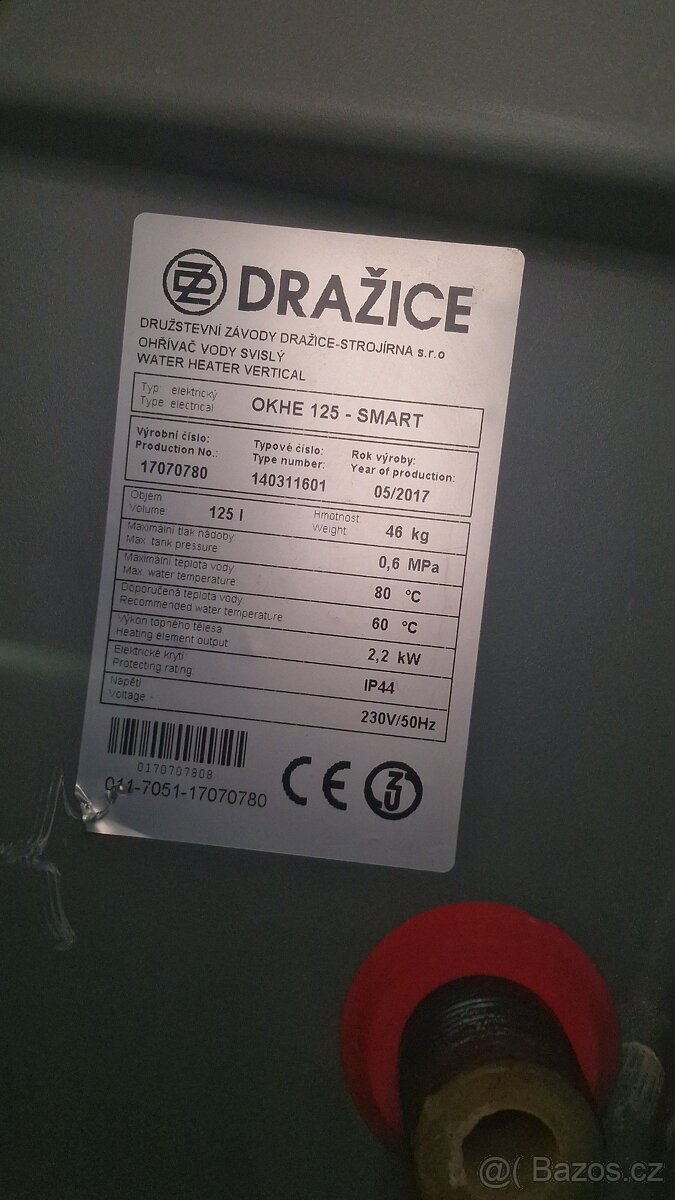 DRAŽICE
DRUŽSTEVNÍ ZÁVODY DRAŽICE-STROJÍRNA s.r.o
OHŘÍVAČ VODY SVISLÝ
WATER HEATER VERTICAL
Typ: elektrický
Type electrical
OKHE 125 - SMART
Výrobní číslo:
Production No.:
17070780
Typové číslo:
Type number:
140311601
Rok výroby:
Year of production:
05/2017
Objem
Volume
125 l
Hmotnost
Weight
46 kg
Maximální tlak nádoby
Max. tank pressure
0,6 MPa
Maximální teplota vody
Max. water temperature
80 °C
Doporučená teplota vody
Recommended water temperature
60 °C
Výkon topného tělesa
Heating element output
2,2 kW
Elektrické krytí
Protecting rating
IP44
Napětí
Voltage
230V/50Hz
0170707808
011-7051-17070780
CE
@( Bazos.cz